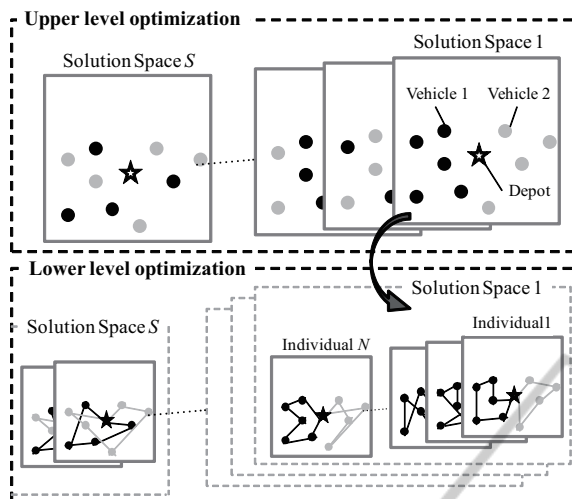 Upper level optimization
Solution Space S
Solution Space 1
Vehicle 1
Vehicle 2
Depot
Lower level optimization
Solution Space S
Solution Space 1
Individual N
Individual1